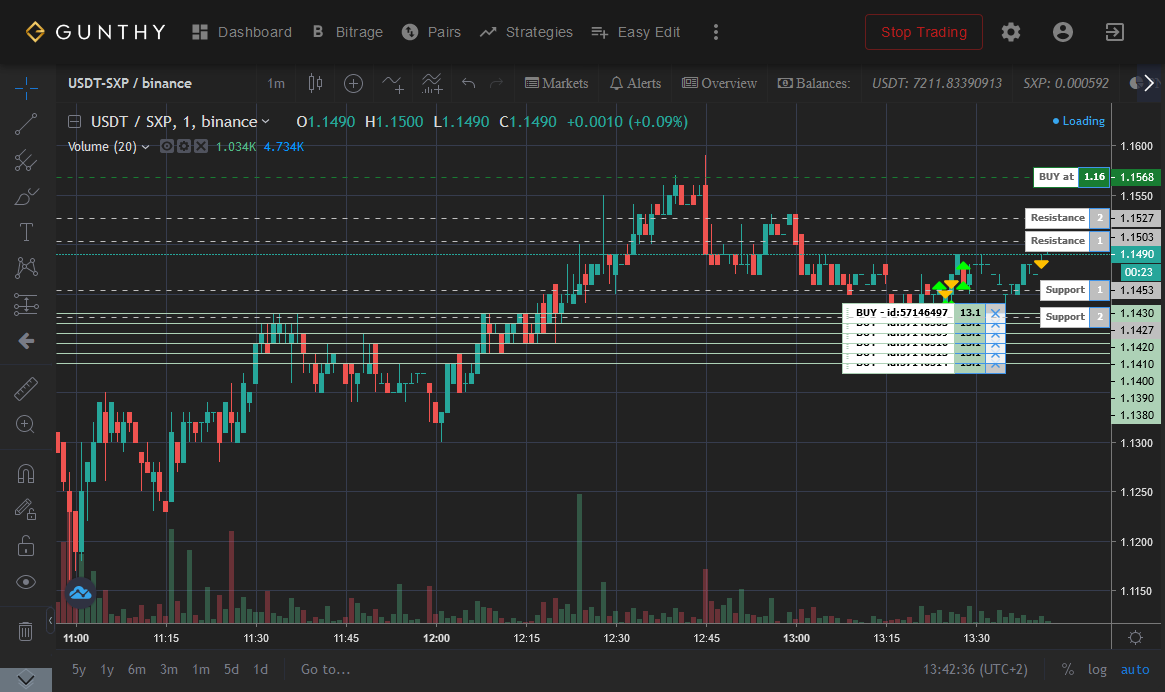 GUNTHY Dashboard B Bitrage Pairs Strategies Easy Edit Stop Trading
USDT-SXP / binance 1m Markets Alerts Overview Balances: USDT: 7211.83390913 SXP: 0.000592
USDT / SXP, 1, binance O1.1490 H1.1500 L1.1490 C1.1490 +0.0010 (+0.09%) Loading
Volume (20) 1.034K 4.734K
1.1600
BUY at 1.16 1.1568
1.1550
Resistance 2 1.1527
Resistance 1 1.1503
1.1490
00:23
Support 1 1.1453
BUY - id:57146497 13.1 1.1430
Support 2
1.1427
1.1420
1.1410
1.1400
1.1390
1.1380
1.1300
1.1250
1.1200
1.1150
11:00 11:15 11:30 11:45 12:00 12:15 12:30 12:45 13:00 13:15 13:30
5y 1y 6m 3m 1m 5d 1d Go to... 13:42:36 (UTC+2) % log auto